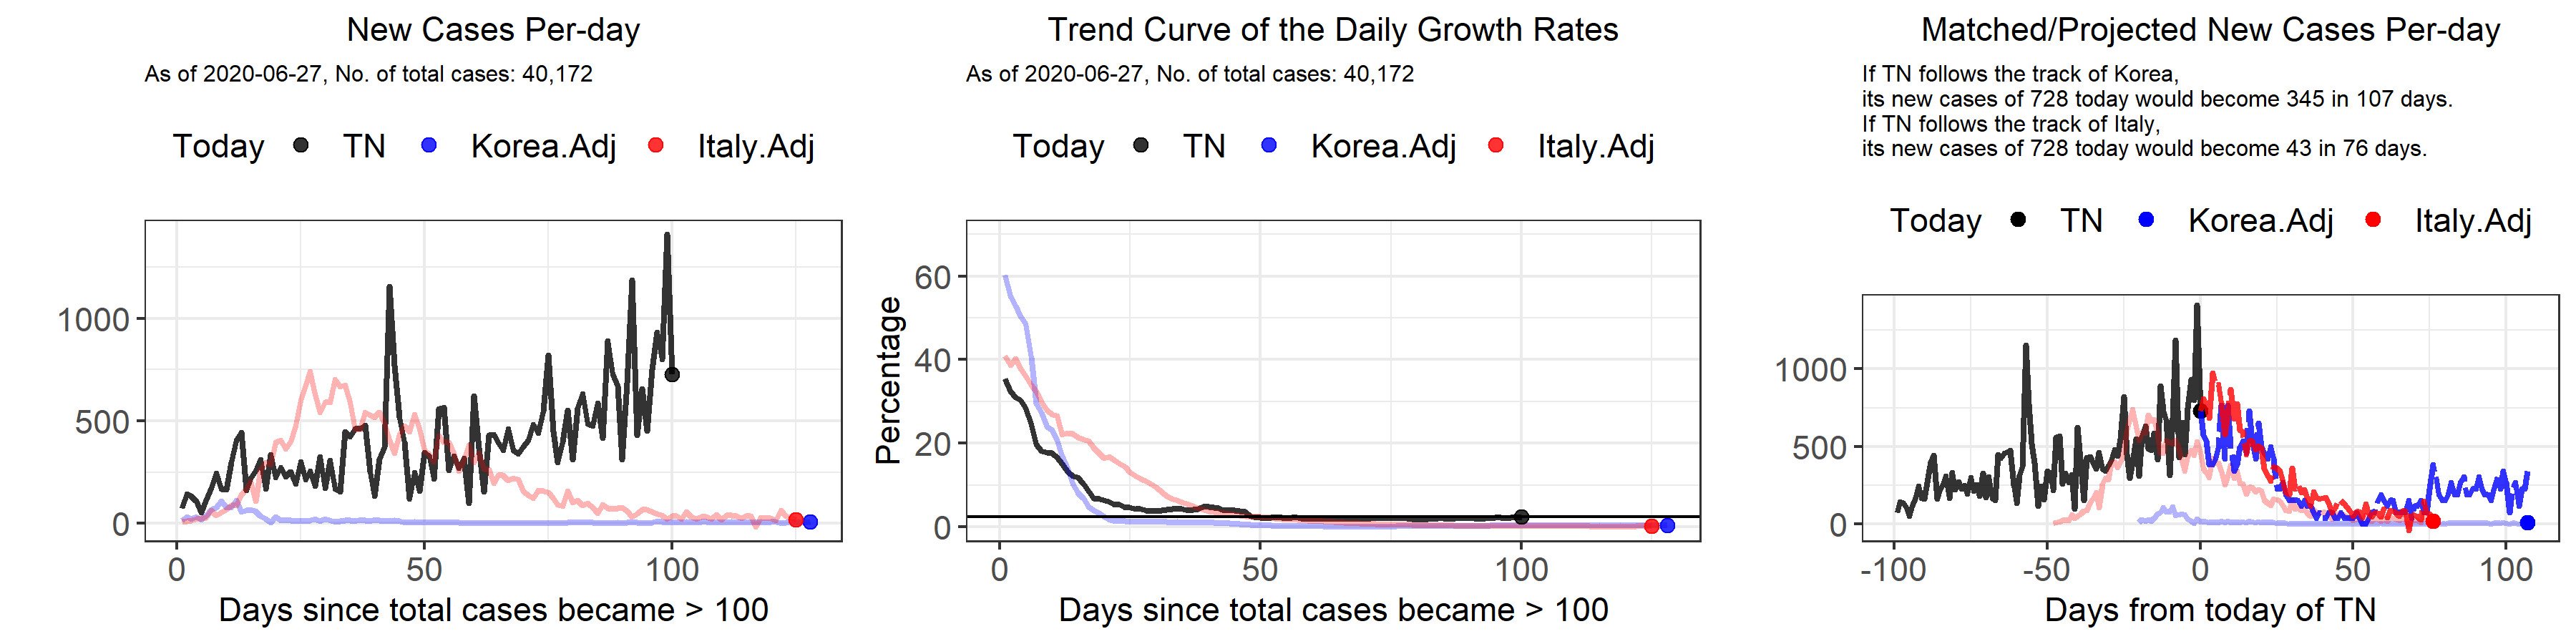 New Cases Per-day
As of 2020-06-27, No. of total cases: 40,172
Today TN Korea.Adj Italy.Adj
1000
500
0
0 50 100
Days since total cases became > 100
Trend Curve of the Daily Growth Rates
As of 2020-06-27, No. of total cases: 40,172
Today TN Korea.Adj Italy.Adj
Percentage
60
40
20
0
0 50 100
Days since total cases became > 100
Matched/Projected New Cases Per-day
If TN follows the track of Korea,
its new cases of 728 today would become 345 in 107 days.
If TN follows the track of Italy,
its new cases of 728 today would become 43 in 76 days.
Today TN Korea.Adj Italy.Adj
1000
500
0
-100 -50 0 50 100
Days from today of TN